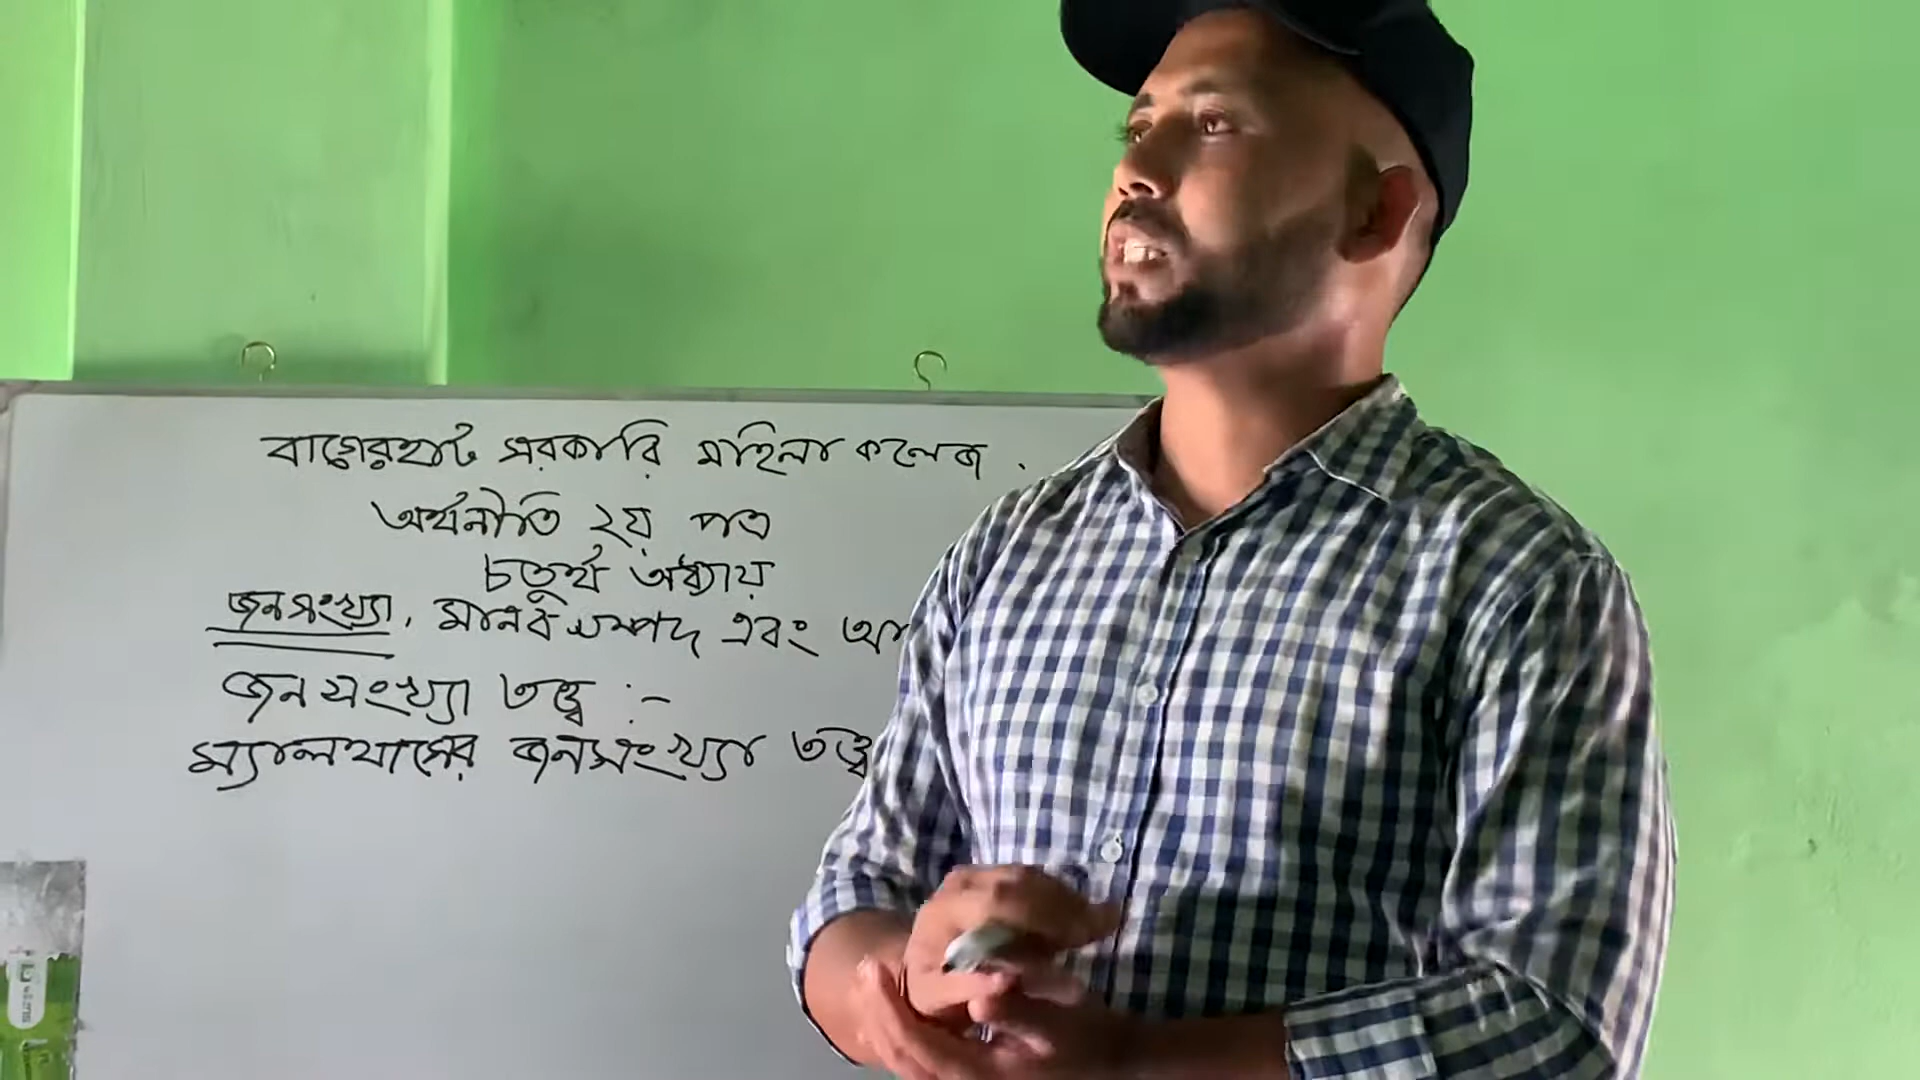 বাগেরহাট সরকারি মহিলা কলেজ.
অর্থনীতি ২য় পত্র
চতুর্থ অধ্যায়
জনসংখ্যা, মানব সম্পদ এবং আ
জনসংখ্যা তত্ত্ব :-
ম্যালথাসের জনসংখ্যা তত্ত্ব